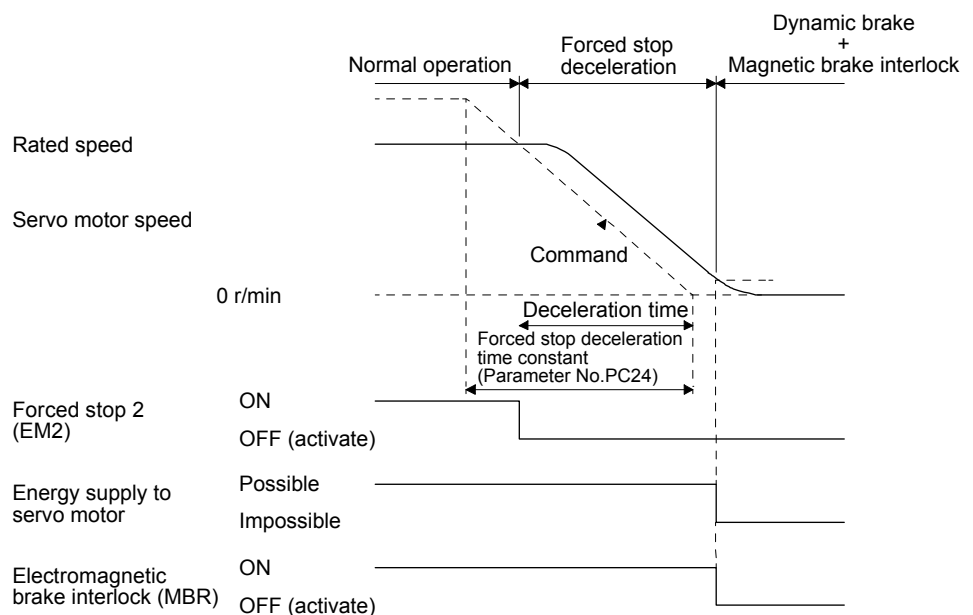 Dynamic brake
+
Magnetic brake interlock
Forced stop
deceleration
Normal operation
Rated speed
Servo motor speed
Command
0 r/min
Deceleration time
Forced stop deceleration
time constant
(Parameter No.PC24)
Forced stop 2
(EM2)
ON
OFF (activate)
Energy supply to
servo motor
Possible
Impossible
Electromagnetic
brake interlock (MBR)
ON
OFF (activate)